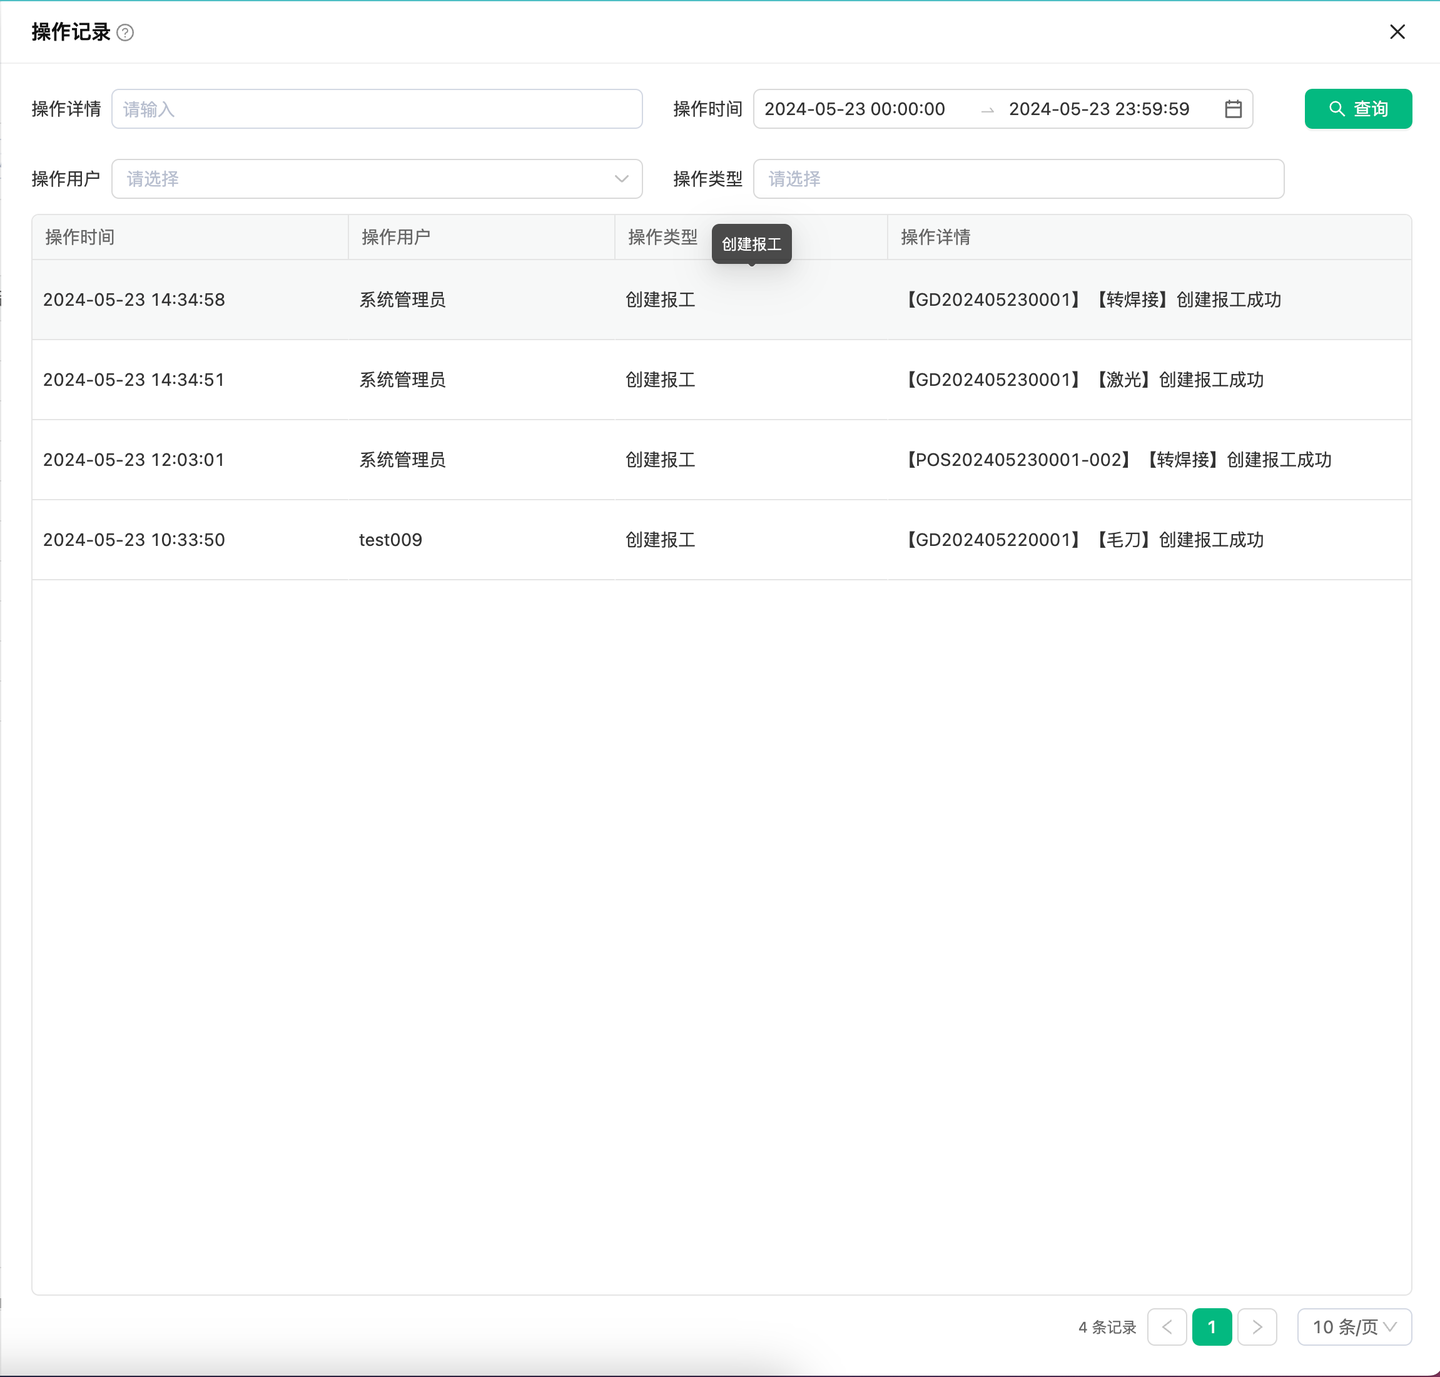 操作记录
操作详情 请输入 操作时间 2024-05-23 00:00:00 → 2024-05-23 23:59:59 查询
操作用户 请选择 操作类型 请选择
操作时间 操作用户 操作类型 创建报工 操作详情
2024-05-23 14:34:58 系统管理员 创建报工 【GD202405230001】【转焊接】创建报工成功
2024-05-23 14:34:51 系统管理员 创建报工 【GD202405230001】【激光】创建报工成功
2024-05-23 12:03:01 系统管理员 创建报工 【POS202405230001-002】【转焊接】创建报工成功
2024-05-23 10:33:50 test009 创建报工 【GD202405220001】【毛刀】创建报工成功
4 条记录 1 10 条/页